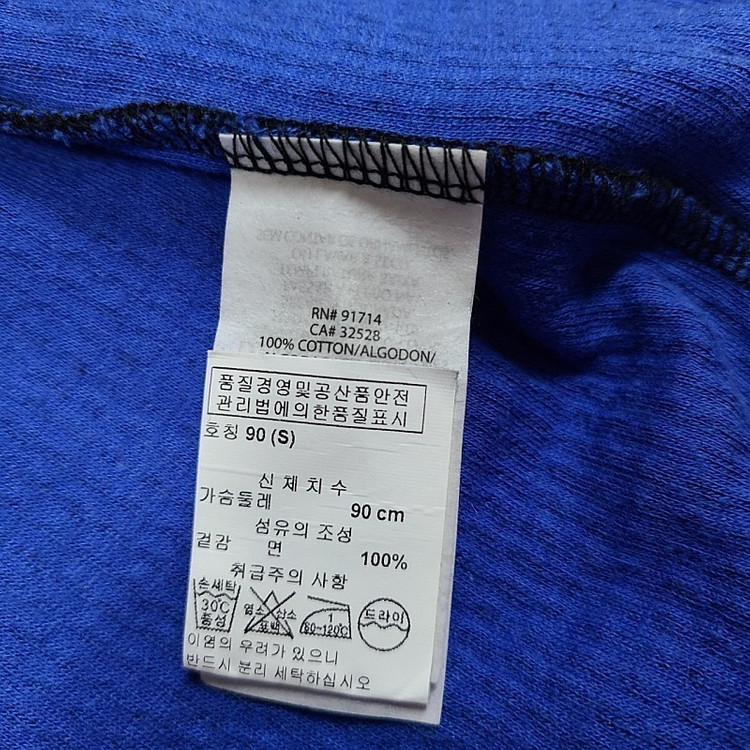 RN# 91714
CA# 32528
100% COTTON/ALGODON/
품질경영및공산품안전
관리법에의한품질표시
호칭 90 (S)
신 체 치 수
가슴둘레 90 cm
섬유의 조성
겉감 면 100%
취급주의 사항
손세탁
30℃
중성
염소 산소
표백
1
80~120℃
드라이
이염의 우려가 있으니
반드시 분리 세탁하십시오